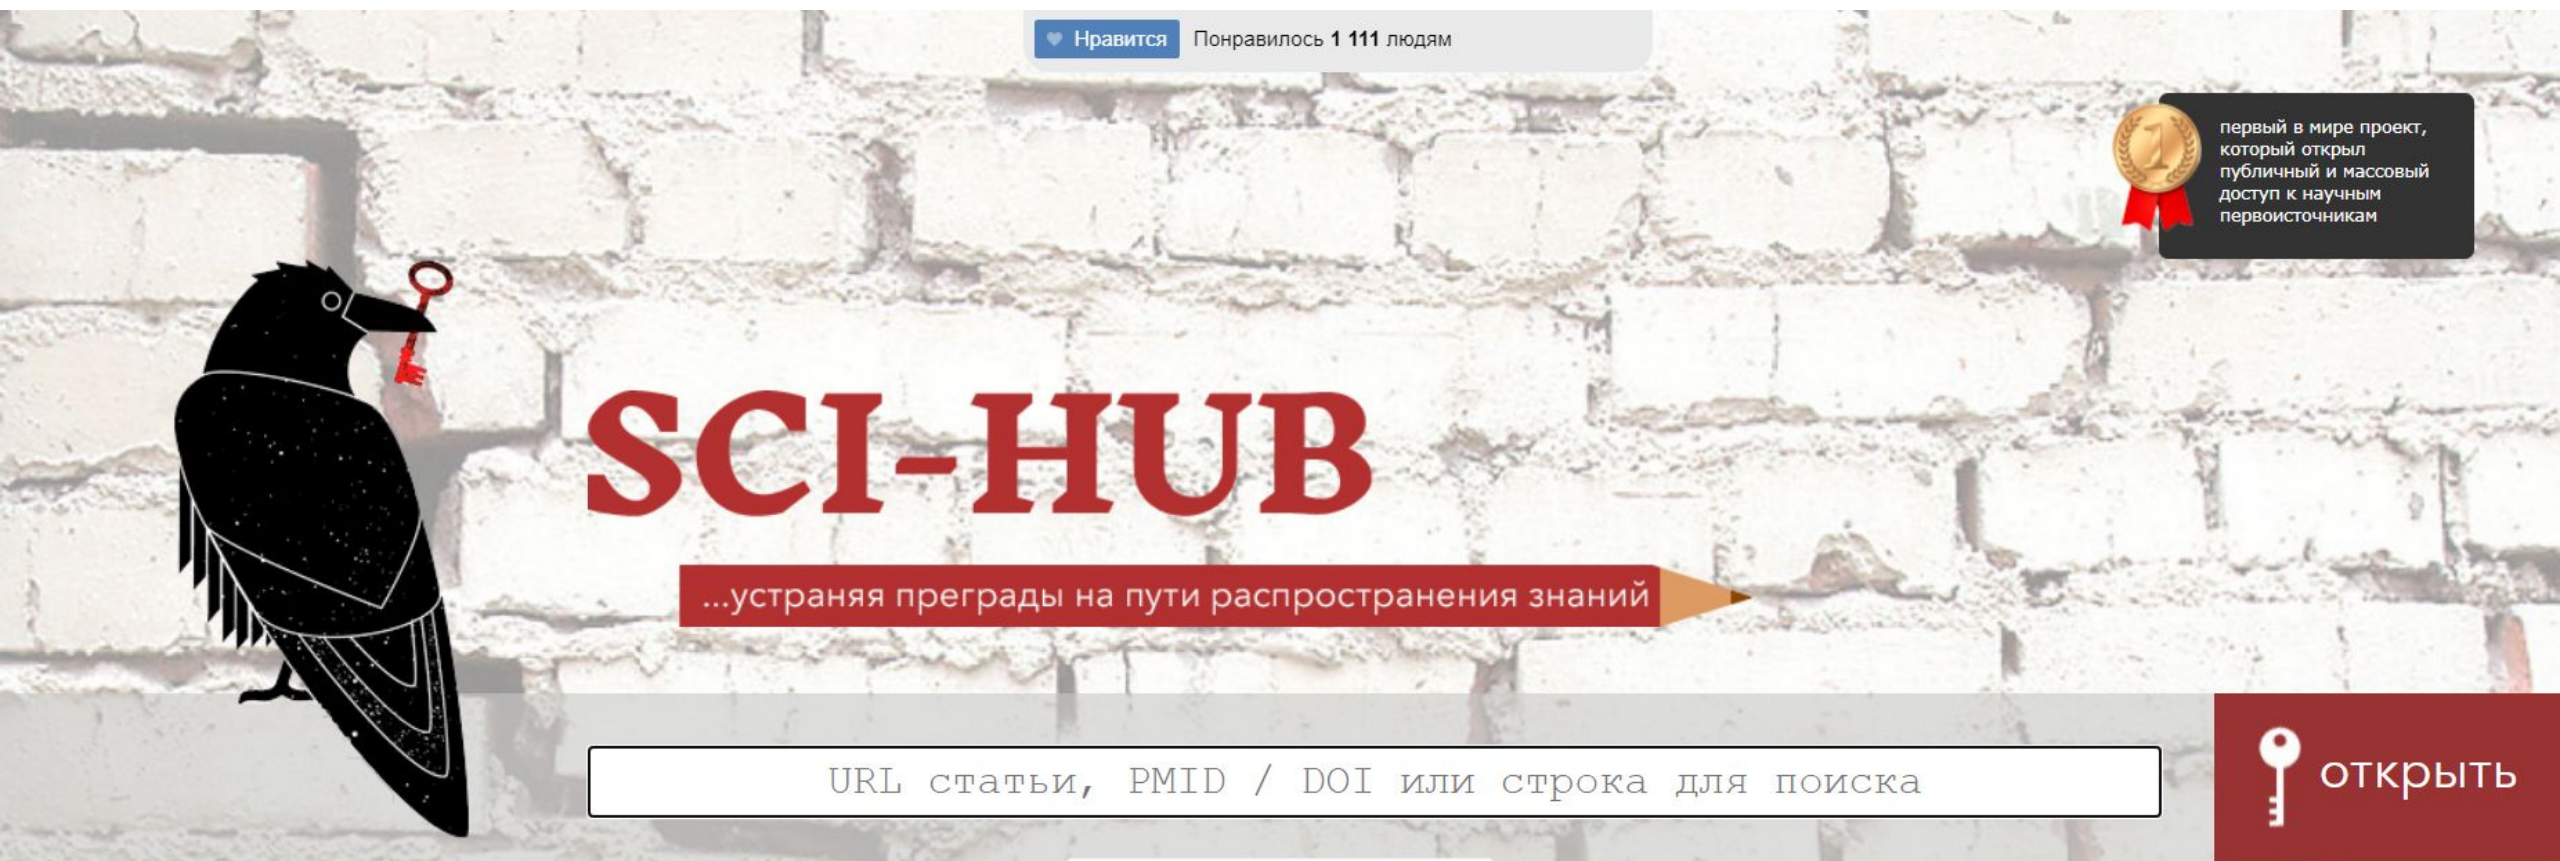 Нравится Понравилось 1 111 людям
первый в мире проект,
который открыл
публичный и массовый
доступ к научным
первоисточникам
SCI-HUB
...устраняя преграды на пути распространения знаний
URL статьи, PMID / DOI или строка для поиска
открыть